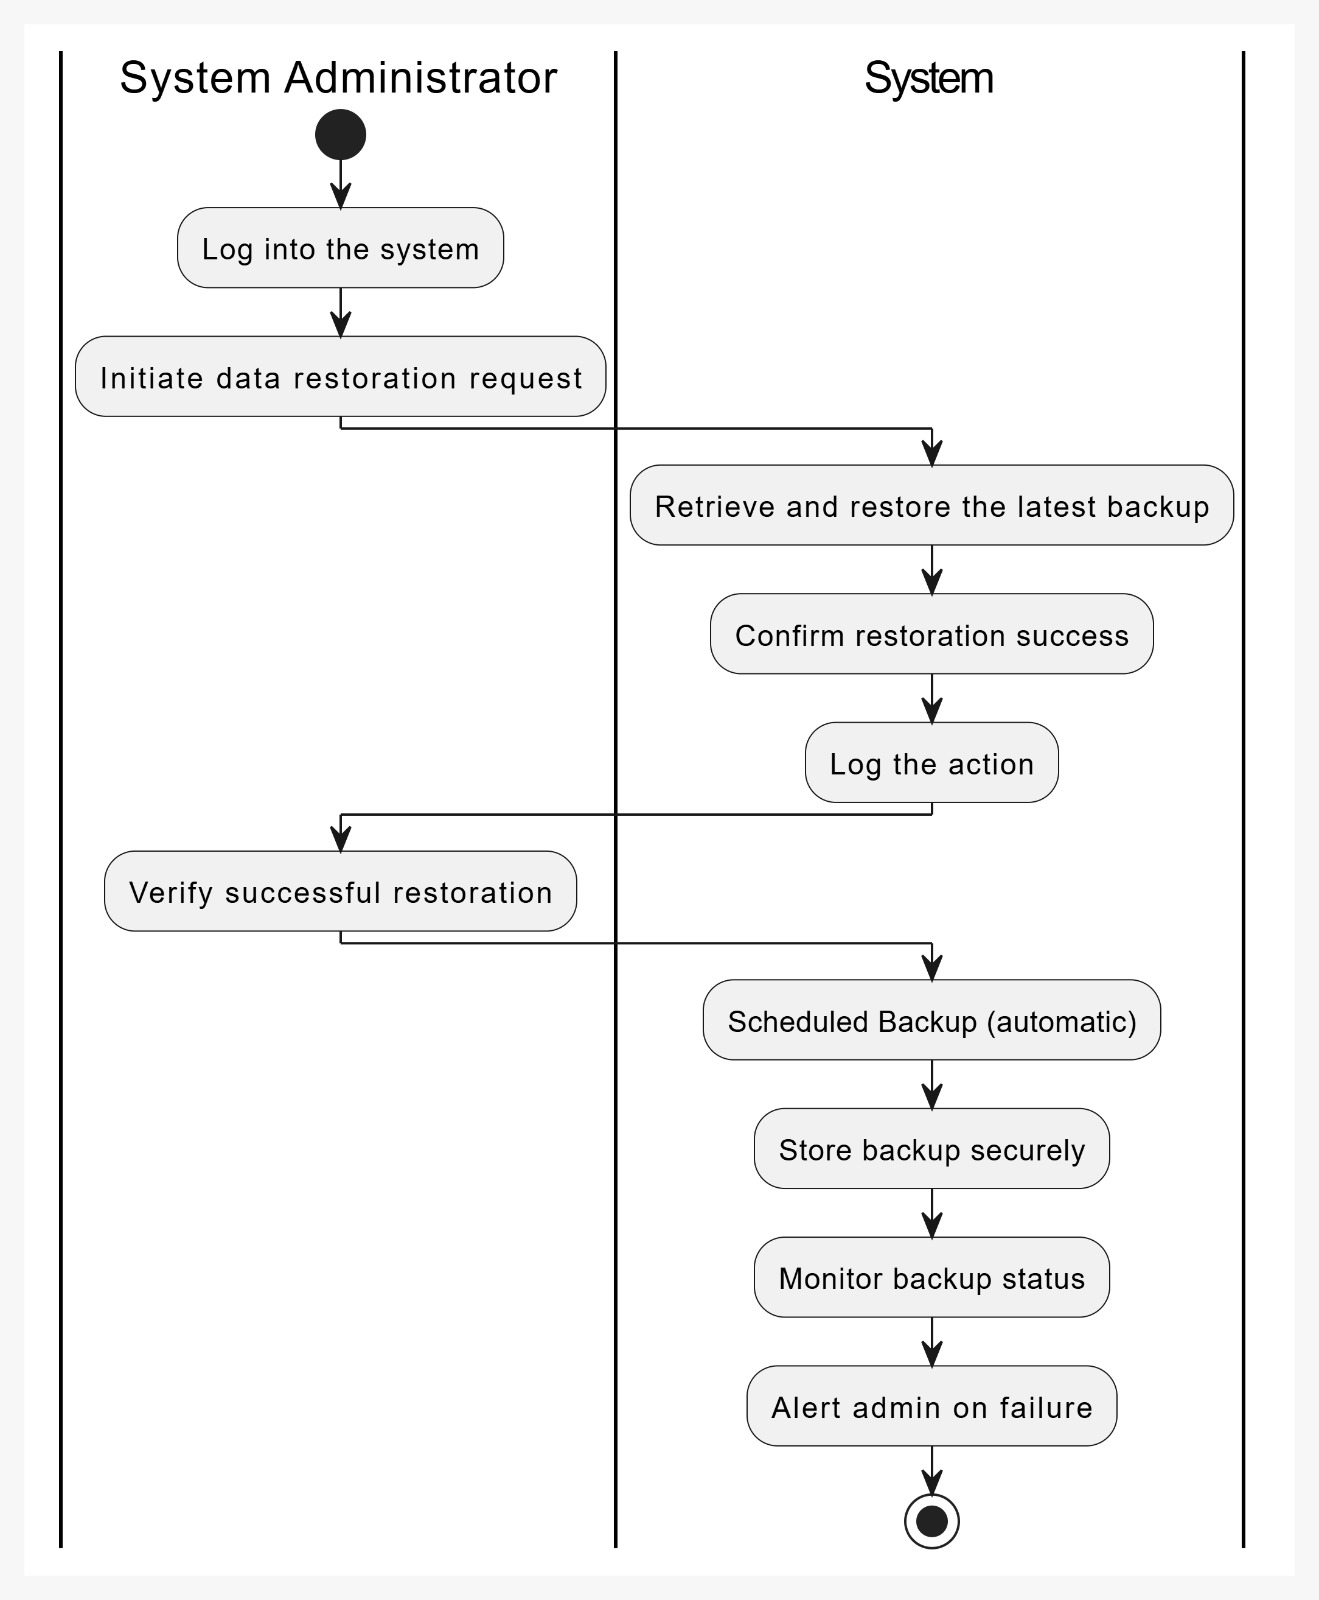 System Administrator
System
Log into the system
Initiate data restoration request
Retrieve and restore the latest backup
Confirm restoration success
Log the action
Verify successful restoration
Scheduled Backup (automatic)
Store backup securely
Monitor backup status
Alert admin on failure